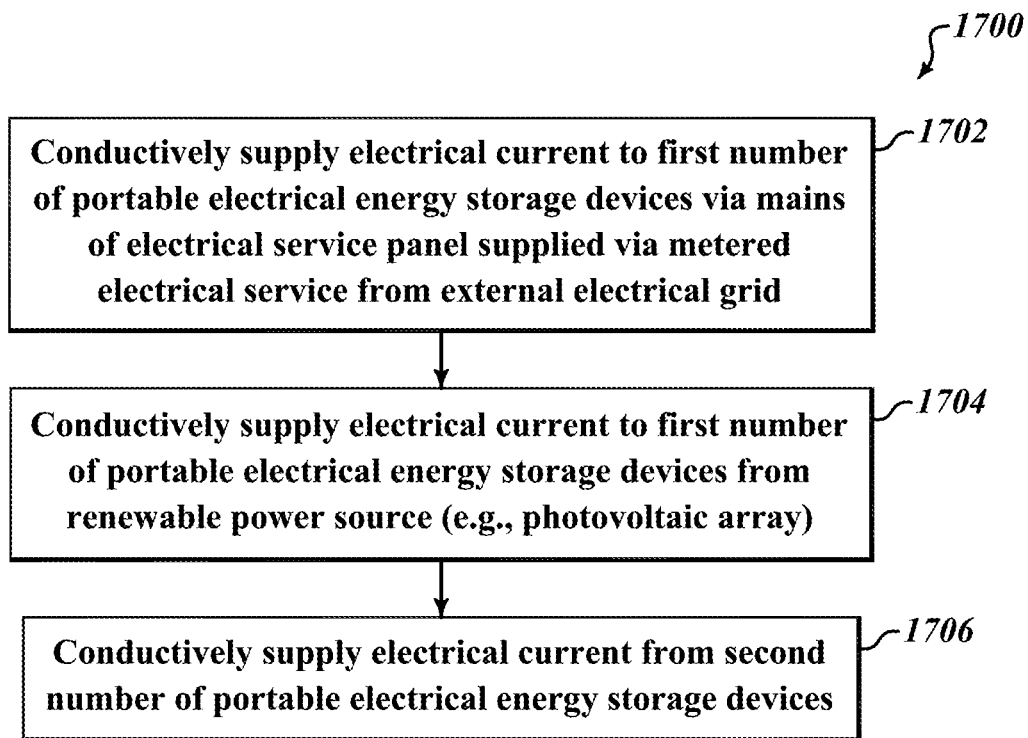 1700
1702
Conductively supply electrical current to first number
of portable electrical energy storage devices via mains
of electrical service panel supplied via metered
electrical service from external electrical grid
1704
Conductively supply electrical current to first number
of portable electrical energy storage devices from
renewable power source (e.g., photovoltaic array)
1706
Conductively supply electrical current from second
number of portable electrical energy storage devices